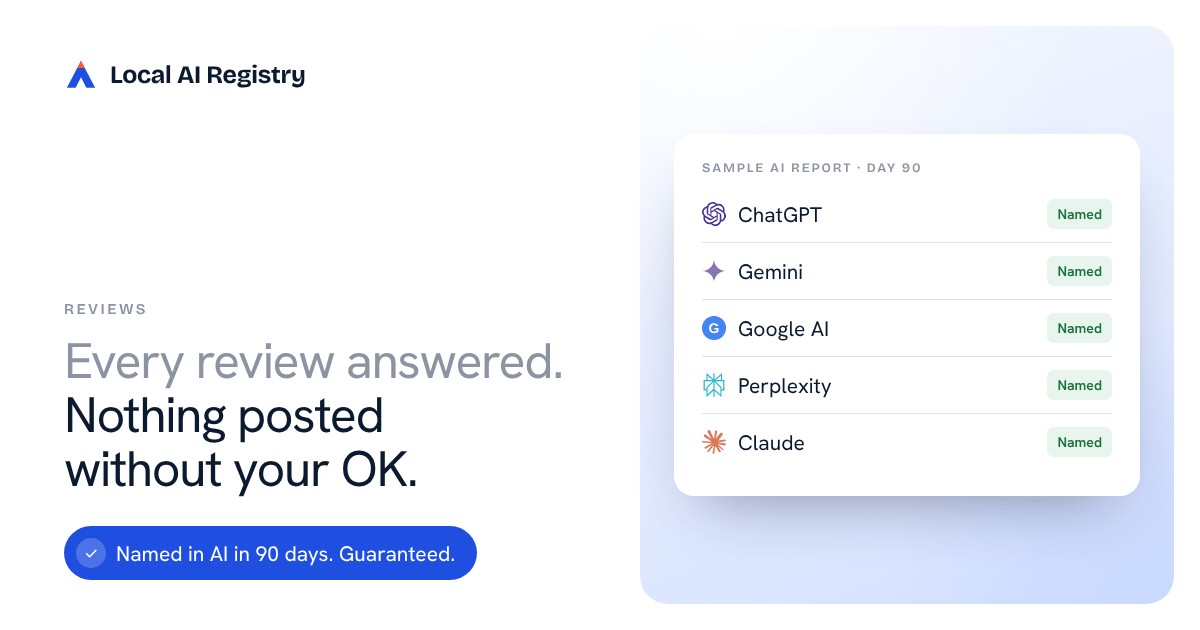 Local AI Registry
REVIEWS
Every review answered.
Nothing posted
without your OK.
Named in AI in 90 days. Guaranteed.
SAMPLE AI REPORT · DAY 90
ChatGPT Named
Gemini Named
G Google AI Named
Perplexity Named
Claude Named